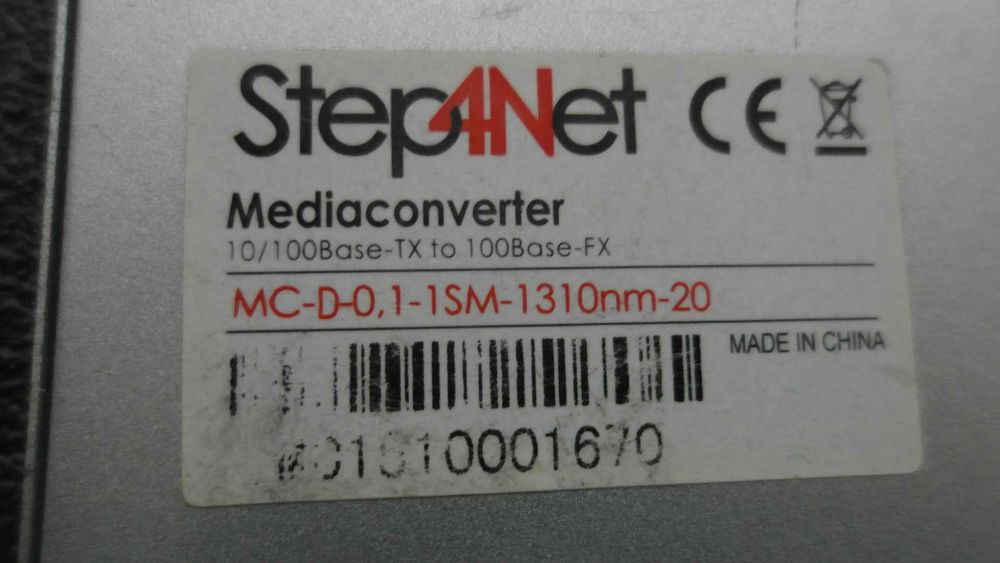 Step4Net CE
Mediaconverter
10/100Base-TX to 100Base-FX
MC-D-0,1-1SM-1310nm-20
MADE IN CHINA